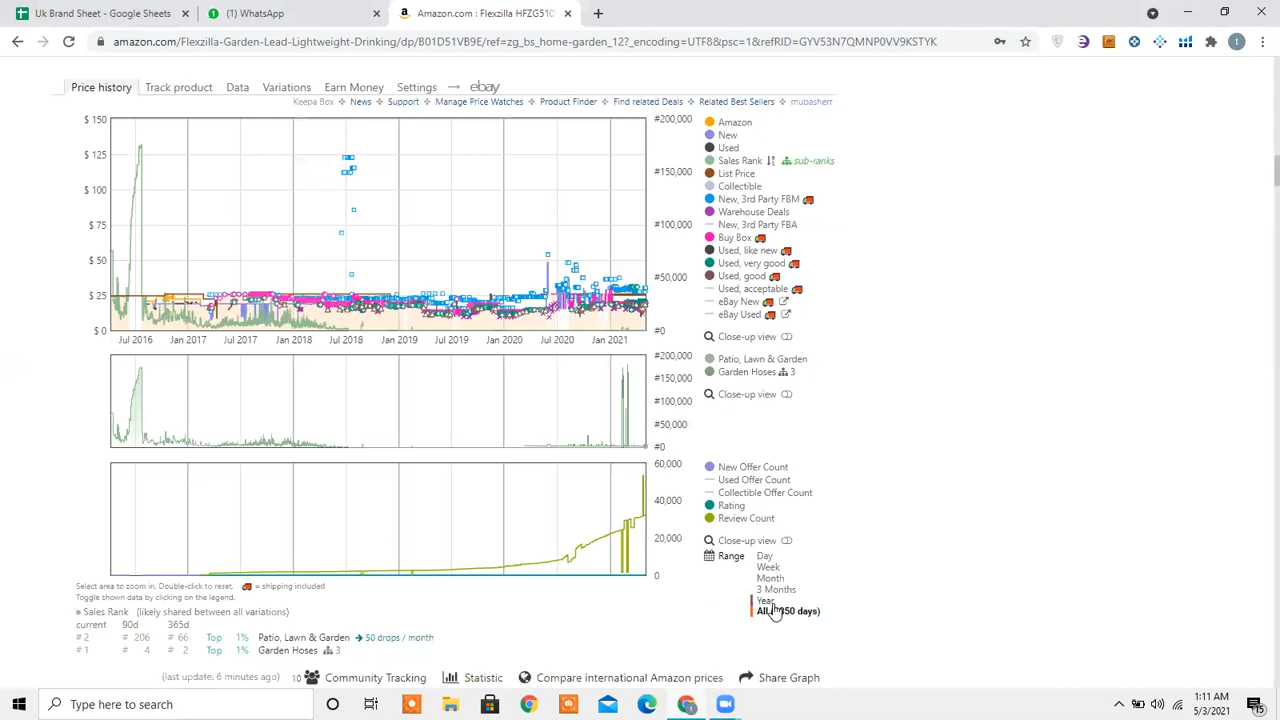 Uk Brand Sheet - Google Sheets
(1) WhatsApp
Amazon.com : Flexzilla HFZG510
amazon.com/Flexzilla-Garden-Lead-Lightweight-Drinking/dp/B01D51VB9E/ref=zg_bs_home-garden_12?_encoding=UTF8&psc=1&refRID=GYV53N7QMNP0VV9KSTYK
Price history Track product Data Variations Earn Money Settings → ebay
Keepa Box News Support Manage Price Watches Product Finder Find related Deals Related Best Sellers mubasherr
$ 150
$ 125
$ 100
$ 75
$ 50
$ 25
$ 0
#200,000
#150,000
#100,000
#50,000
#0
Jul 2016 Jan 2017 Jul 2017 Jan 2018 Jul 2018 Jan 2019 Jul 2019 Jan 2020 Jul 2020 Jan 2021
Amazon
New
Used
Sales Rank sub-ranks
List Price
Collectible
New, 3rd Party FBM
Warehouse Deals
New, 3rd Party FBA
Buy Box
Used, like new
Used, very good
Used, good
Used, acceptable
eBay New
eBay Used
Close-up view
#200,000
#150,000
#100,000
#50,000
#0
Patio, Lawn & Garden
Garden Hoses 3
Close-up view
60,000
40,000
20,000
0
New Offer Count
Used Offer Count
Collectible Offer Count
Rating
Review Count
Close-up view
Range Day
Week
Month
3 Months
Year
All 50 days)
Select area to zoom in. Double-click to reset. = shipping included
Toggle shown data by clicking on the legend.
Sales Rank (likely shared between all variations)
current 90d 365d
# 2 # 206 # 66 Top 1% Patio, Lawn & Garden → 50 drops / month
# 1 # 4 # 2 Top 1% Garden Hoses 3
(last update: 6 minutes ago) 10 Community Tracking Statistic Compare international Amazon prices Share Graph
Type here to search
1:11 AM
5/3/2021
15